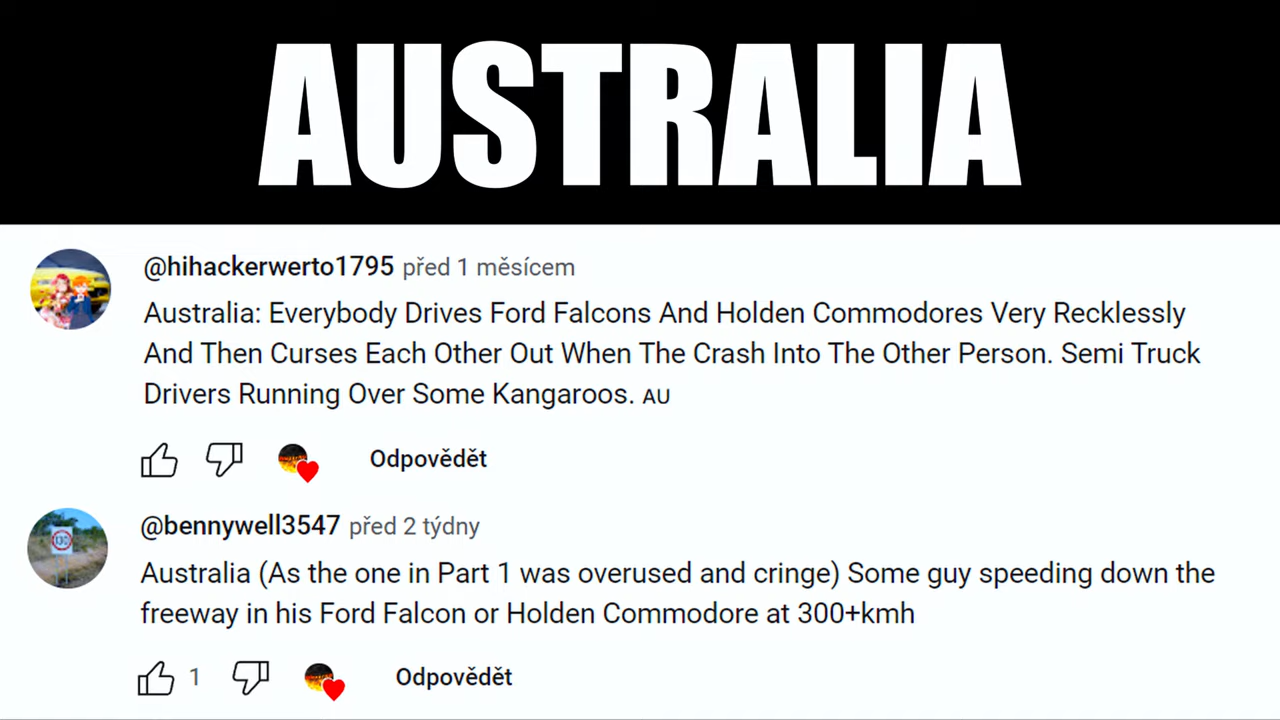 AUSTRALIA
@hihackerwerto1795 před 1 měsícem
Australia: Everybody Drives Ford Falcons And Holden Commodores Very Recklessly
And Then Curses Each Other Out When The Crash Into The Other Person. Semi Truck
Drivers Running Over Some Kangaroos. AU
Odpovědět
@bennywell3547 před 2 týdny
Australia (As the one in Part 1 was overused and cringe) Some guy speeding down the
freeway in his Ford Falcon or Holden Commodore at 300+kmh
1 Odpovědět